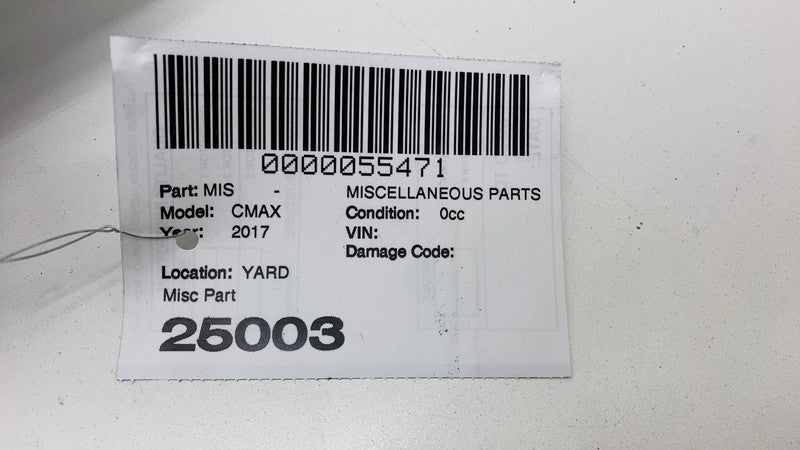 0000055471
Part: MIS - MISCELLANEOUS PARTS
Model: CMAX Condition: 0cc
Year: 2017 VIN:
Damage Code:
Location: YARD
Misc Part
25003